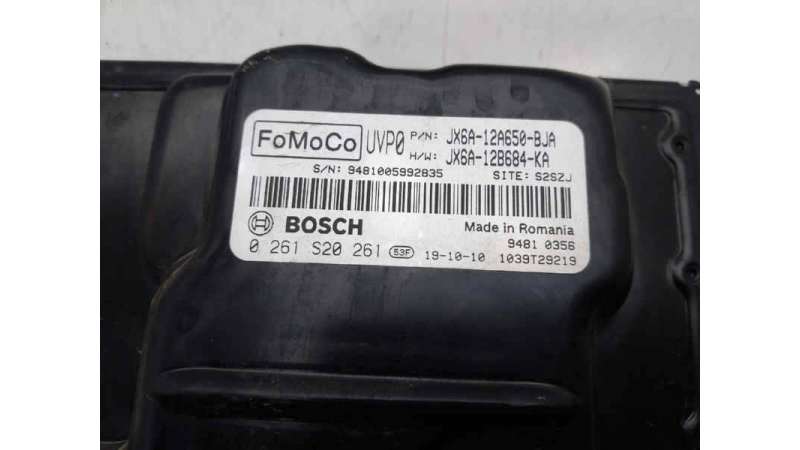 FoMoCo UVP0 P/N: JX6A-12A650-BJA
H/W: JX6A-12B684-KA
S/N: 9481005992835 SITE: S2SZJ
BOSCH Made in Romania
9481 0356
0 261 S20 261 53F 19-10-10 1039T29219